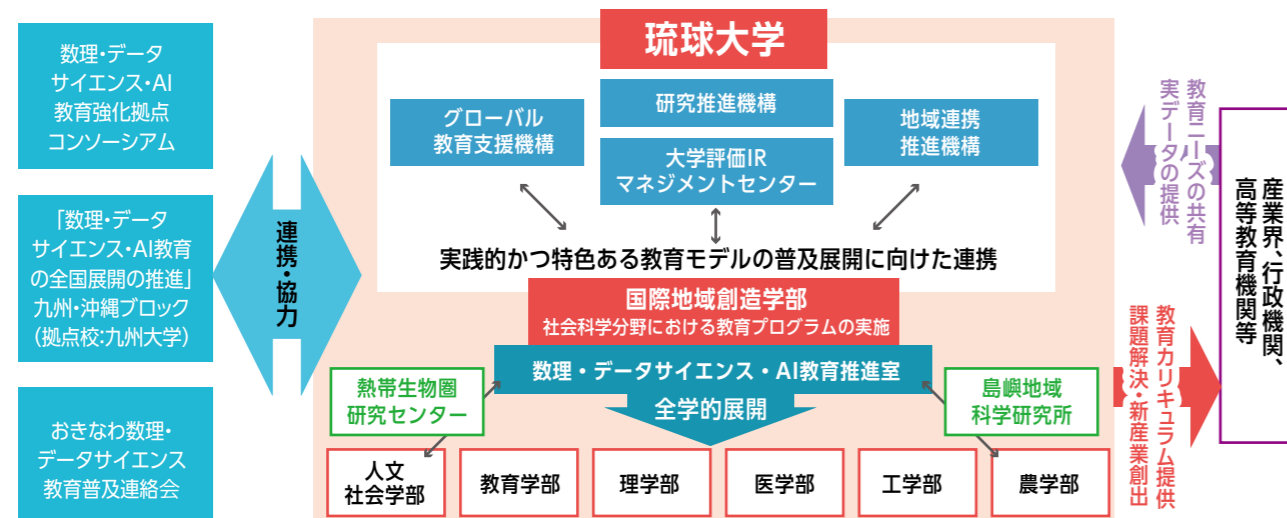 数理・データ
サイエンス・AI
教育強化拠点
コンソーシアム
「数理・データ
サイエンス・AI教育
の全国展開の推進」
九州・沖縄ブロック
(拠点校:九州大学)
おきなわ数理・
データサイエンス
教育普及連絡会
連携・協力
琉球大学
グローバル
教育支援機構
研究推進機構
大学評価IR
マネジメントセンター
地域連携
推進機構
実践的かつ特色ある教育モデルの普及展開に向けた連携
国際地域創造学部
社会科学分野における教育プログラムの実施
数理・データサイエンス・AI教育推進室
全学的展開
熱帯生物圏
研究センター
島嶼地域
科学研究所
人文
社会学部
教育学部
理学部
医学部
工学部
農学部
教育ニーズの共有
実データの提供
教育カリキュラム提供
課題解決・新産業創出
産業界、行政機関、
高等教育機関等